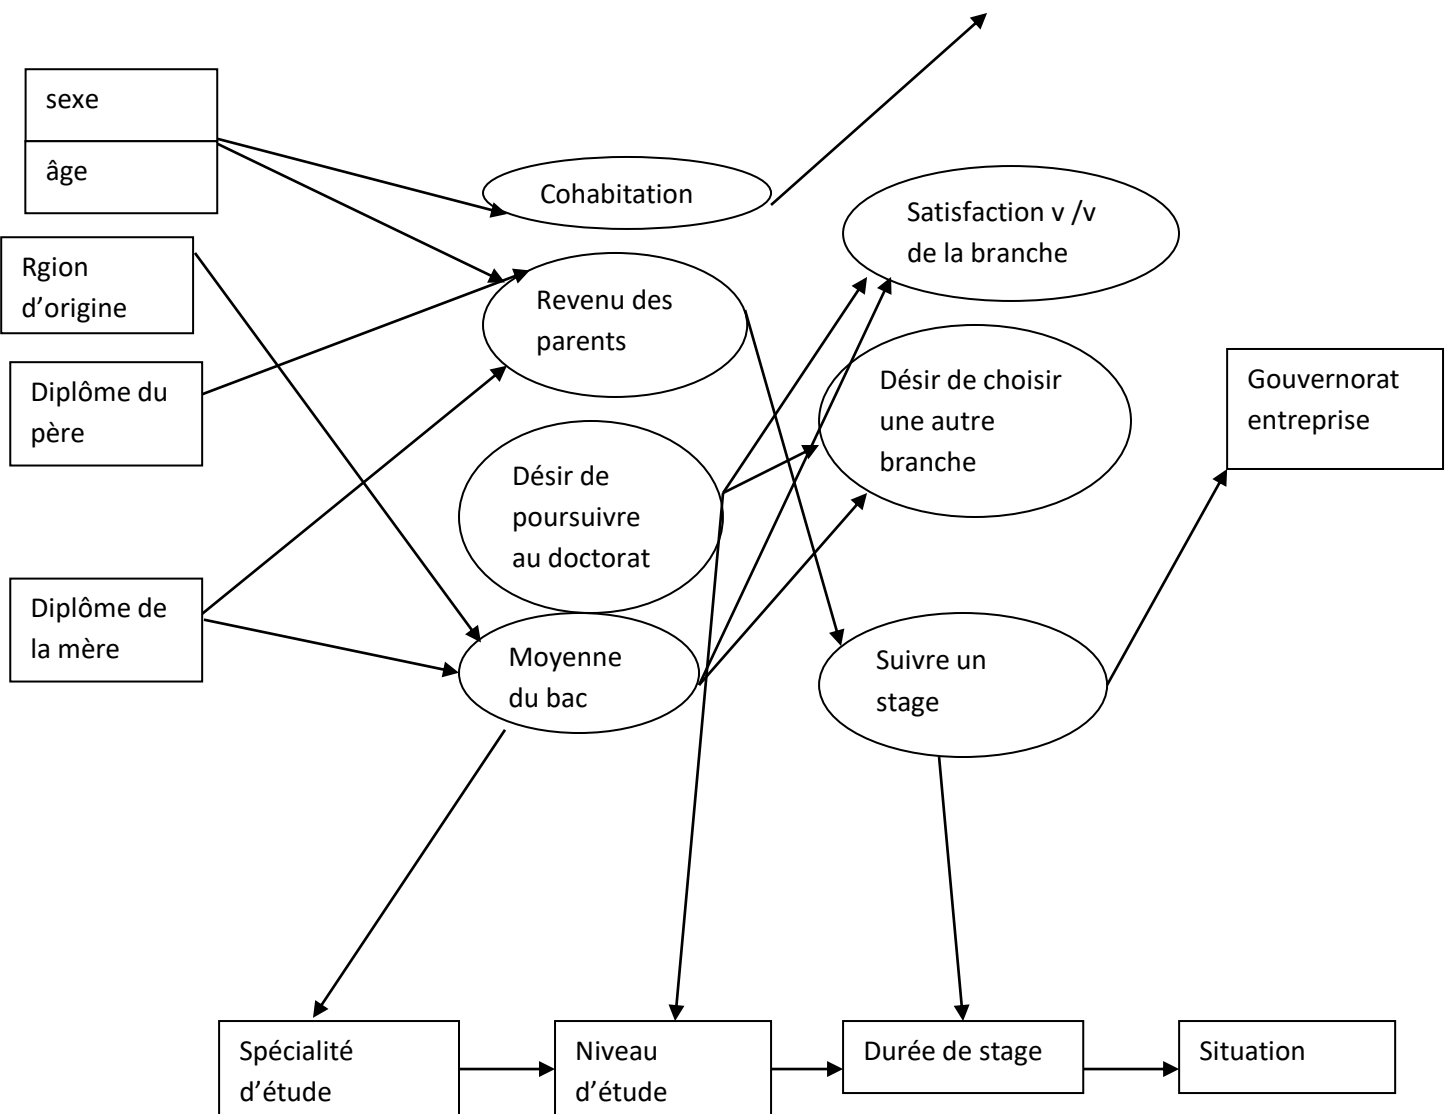 sexe
âge
Rgion
d’origine
Diplôme du
père
Diplôme de
la mère
Cohabitation
Revenu des
parents
Désir de
poursuivre
au doctorat
Moyenne
du bac
Satisfaction v /v
de la branche
Désir de choisir
une autre
branche
Suivre un
stage
Gouvernorat
entreprise
Spécialité
d’étude
Niveau
d’étude
Durée de stage
Situation